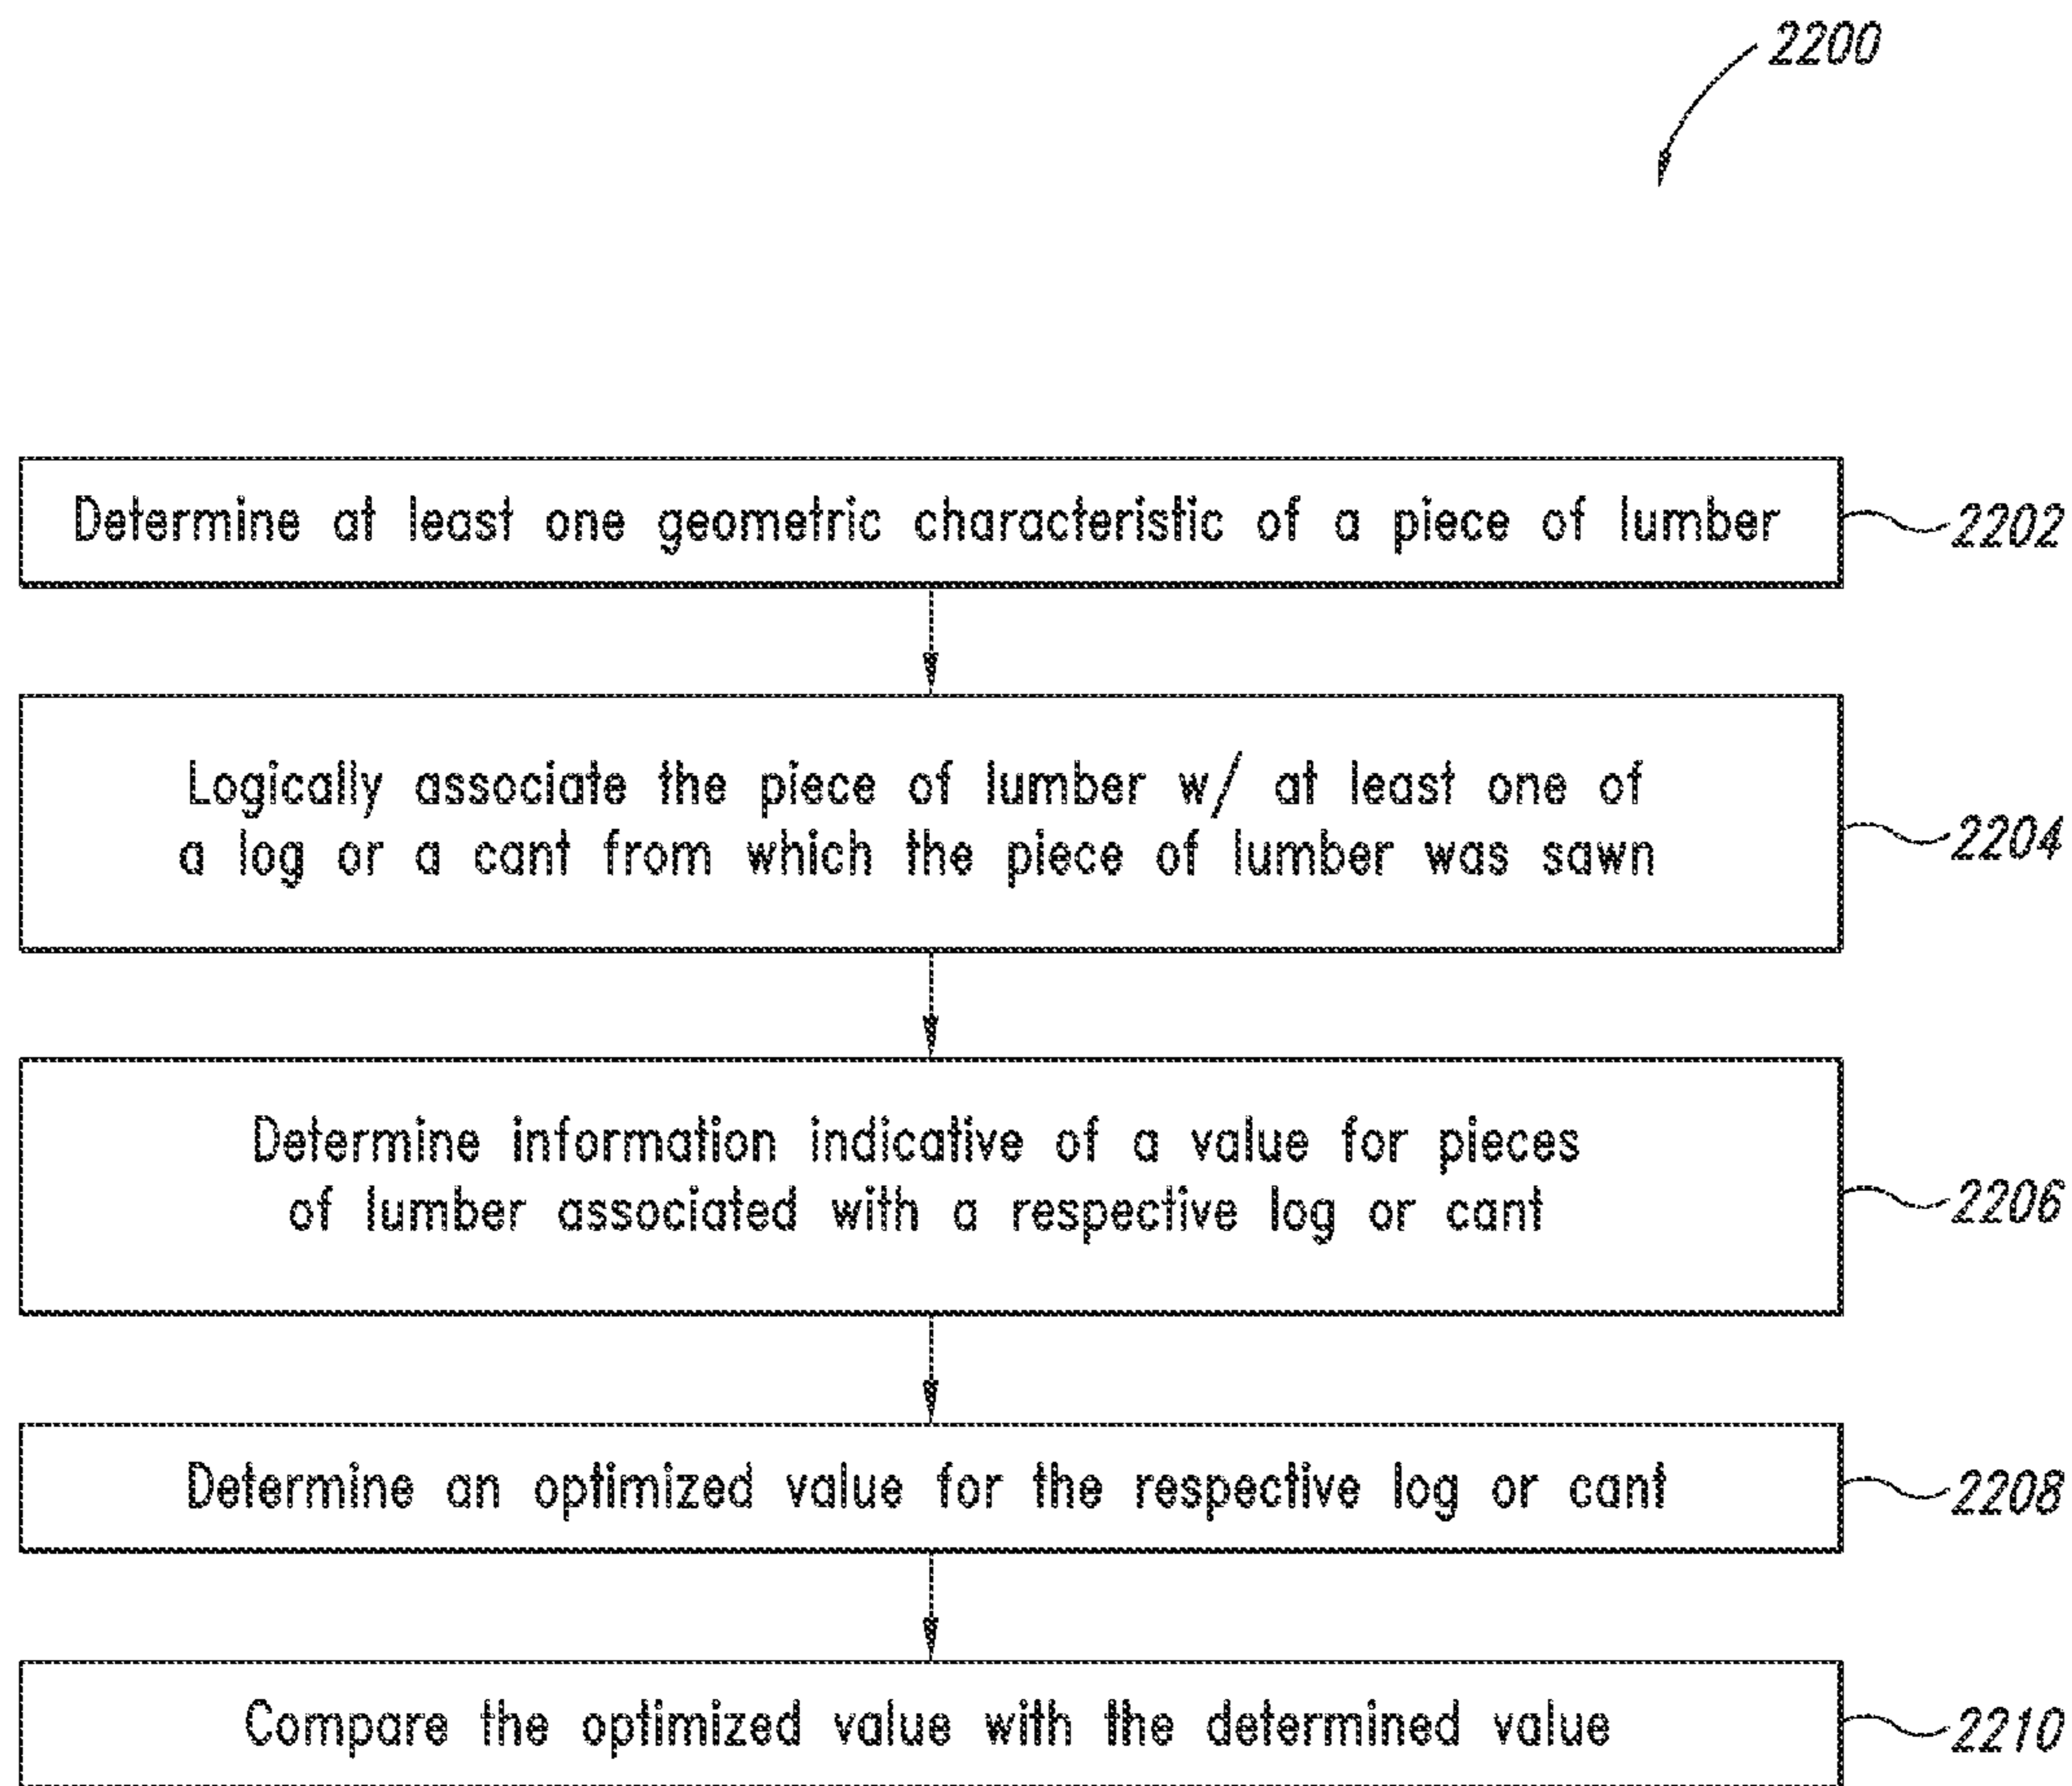 2200
Determine at least one geometric characteristic of a piece of lumber
2202
Logically associate the piece of lumber w/ at least one of
a log or a cant from which the piece of lumber was sawn
2204
Determine information indicative of a value for pieces
of lumber associated with a respective log or cant
2206
Determine an optimized value for the respective log or cant
2208
Compare the optimized value with the determined value
2210